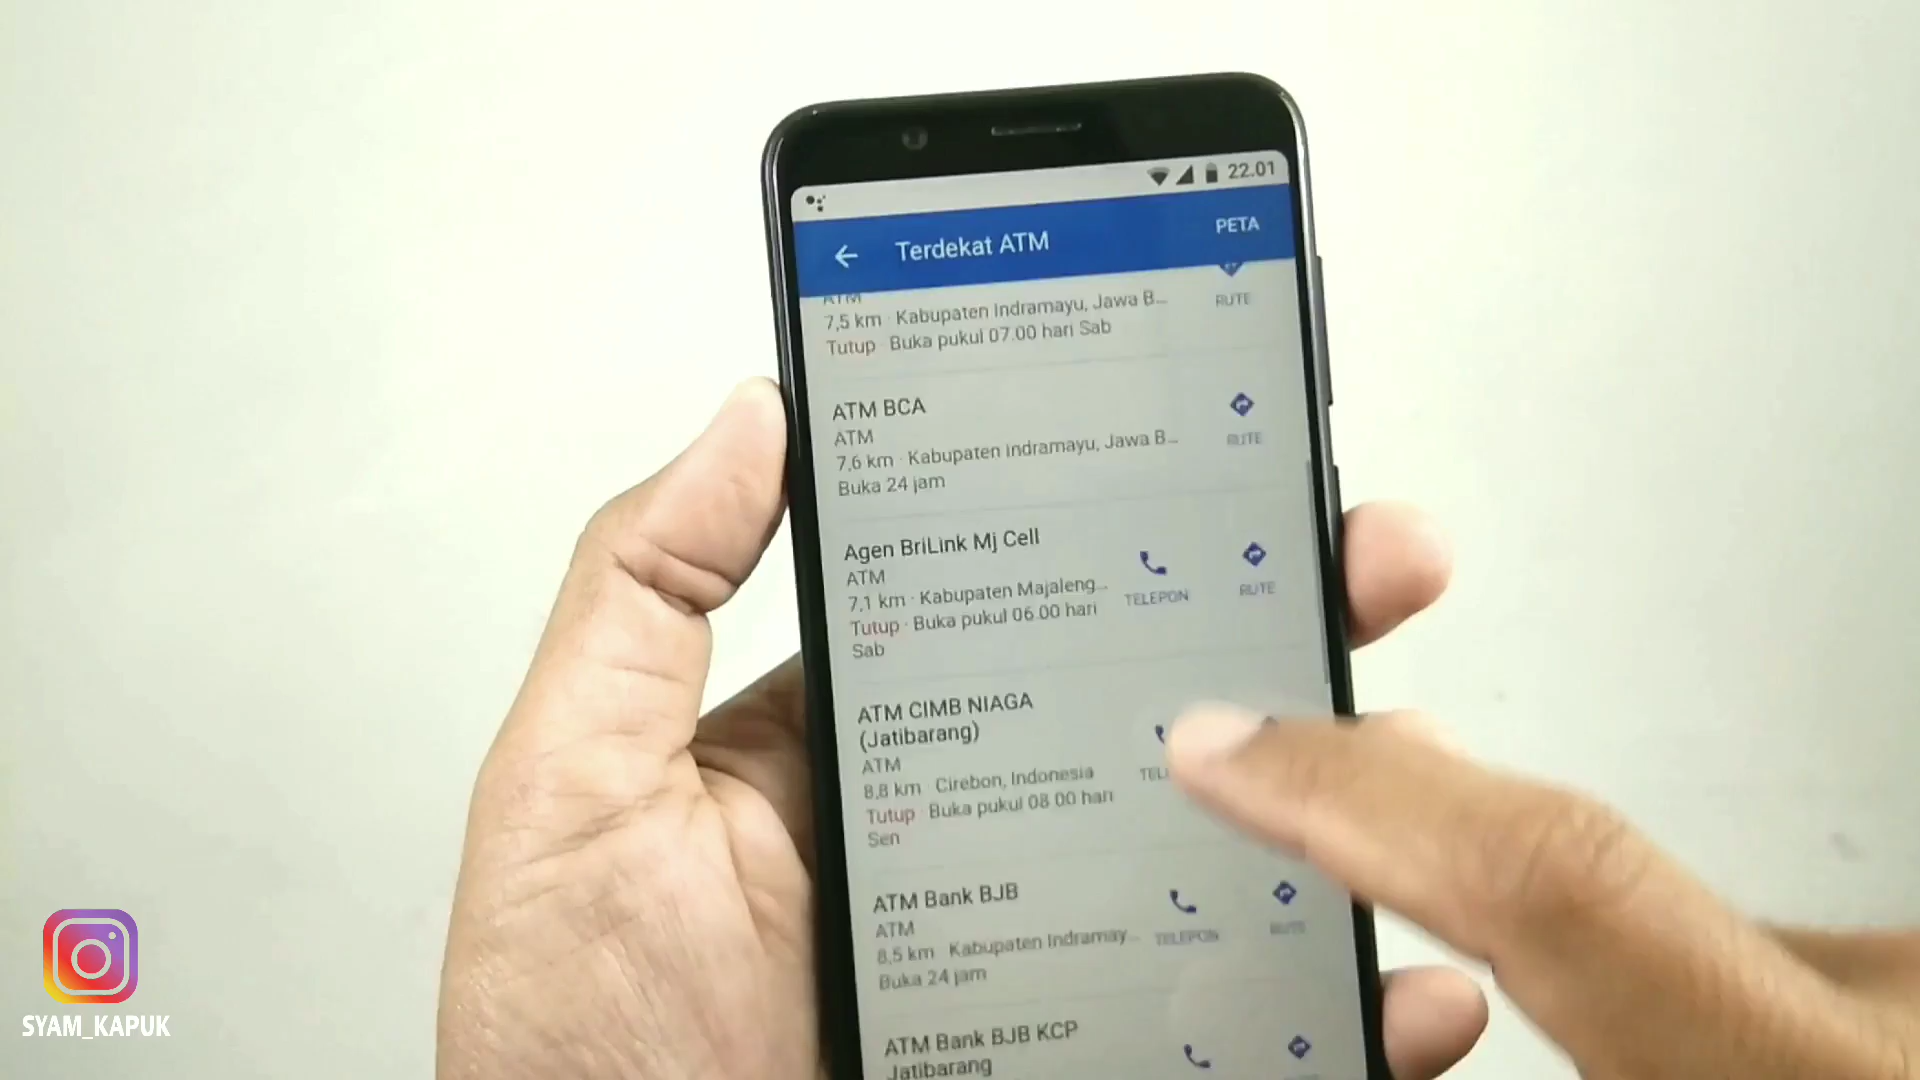 22.01
Terdekat ATM
PETA
ATM
7,5 km · Kabupaten Indramayu, Jawa B...
Tutup · Buka pukul 07.00 hari Sab
RUTE
ATM BCA
ATM
7,6 km · Kabupaten Indramayu, Jawa B...
Buka 24 jam
RUTE
Agen BriLink Mj Cell
ATM
7,1 km · Kabupaten Majaleng...
Tutup · Buka pukul 06.00 hari
Sab
TELEPON
RUTE
ATM CIMB NIAGA
(Jatibarang)
ATM
8,8 km · Cirebon, Indonesia
Tutup · Buka pukul 08.00 hari
Sen
TEL
ATM Bank BJB
ATM
8,5 km · Kabupaten Indramay...
Buka 24 jam
TELEPON
RUTE
ATM Bank BJB KCP
Jatibarang
SYAM_KAPUK